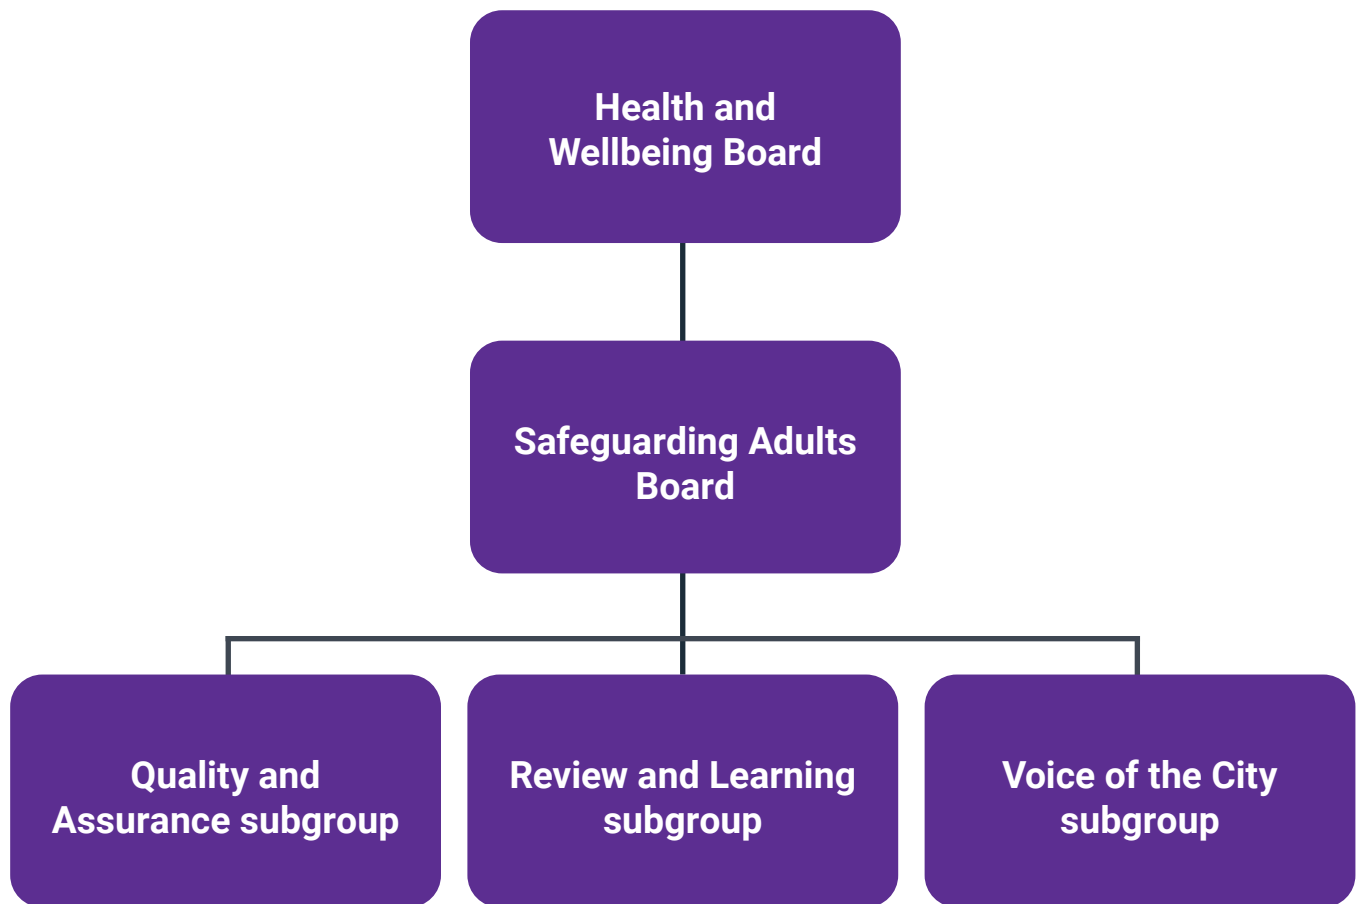 Health and
Wellbeing Board
Safeguarding Adults
Board
Quality and
Assurance subgroup
Review and Learning
subgroup
Voice of the City
subgroup